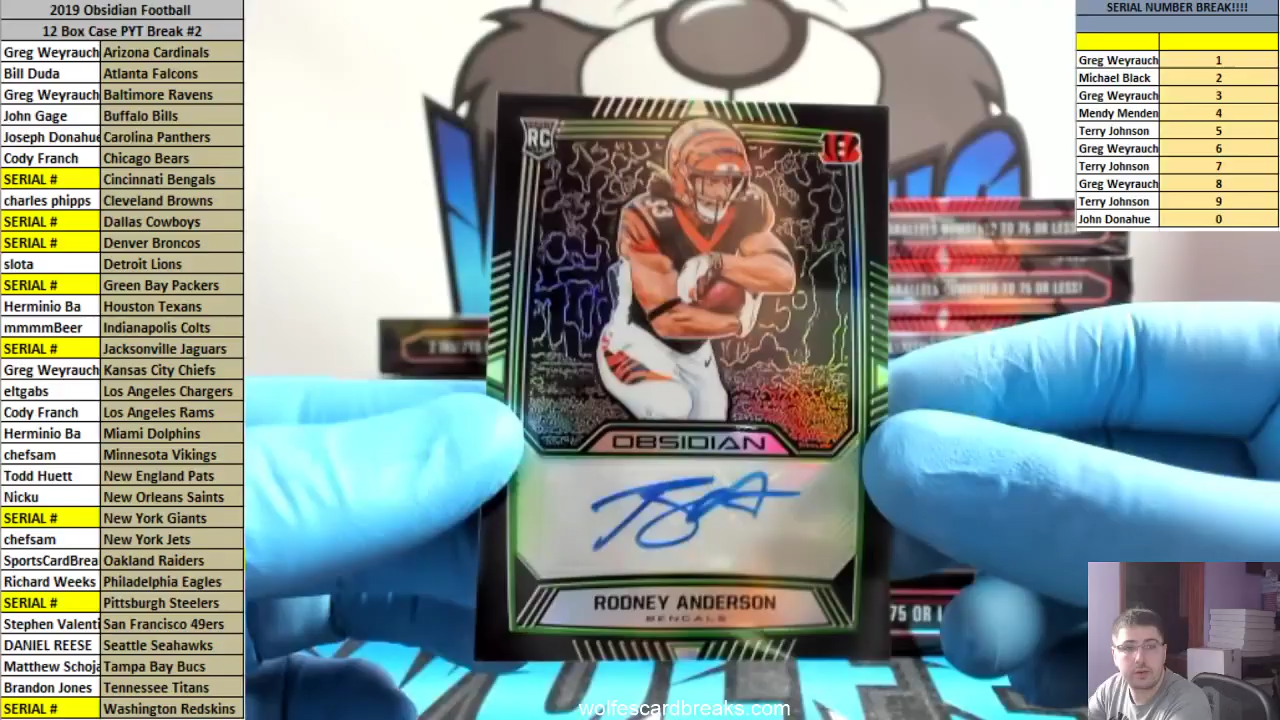 2019 Obsidian Football
12 Box Case PYT Break #2
Greg Weyrauch Arizona Cardinals
Bill Duda Atlanta Falcons
Greg Weyrauch Baltimore Ravens
John Gage Buffalo Bills
Joseph Donahue Carolina Panthers
Cody Franch Chicago Bears
SERIAL # Cincinnati Bengals
charles phipps Cleveland Browns
SERIAL # Dallas Cowboys
SERIAL # Denver Broncos
slota Detroit Lions
SERIAL # Green Bay Packers
Herminio Ba Houston Texans
mmmmBeer Indianapolis Colts
SERIAL # Jacksonville Jaguars
Greg Weyrauch Kansas City Chiefs
eltgabs Los Angeles Chargers
Cody Franch Los Angeles Rams
Herminio Ba Miami Dolphins
chefsam Minnesota Vikings
Todd Huett New England Pats
Nicku New Orleans Saints
SERIAL # New York Giants
chefsam New York Jets
SportsCardBrea Oakland Raiders
Richard Weeks Philadelphia Eagles
SERIAL # Pittsburgh Steelers
Stephen Valenti San Francisco 49ers
DANIEL REESE Seattle Seahawks
Matthew Schoja Tampa Bay Bucs
Brandon Jones Tennessee Titans
SERIAL # Washington Redskins
RC
33
OBSIDIAN
RODNEY ANDERSON
BENGALS
75 OR L
wolfescardbreaks.com
SERIAL NUMBER BREAK!!!!
Greg Weyrauch 1
Michael Black 2
Greg Weyrauch 3
Mendy Menden 4
Terry Johnson 5
Greg Weyrauch 6
Terry Johnson 7
Greg Weyrauch 8
Terry Johnson 9
John Donahue 0